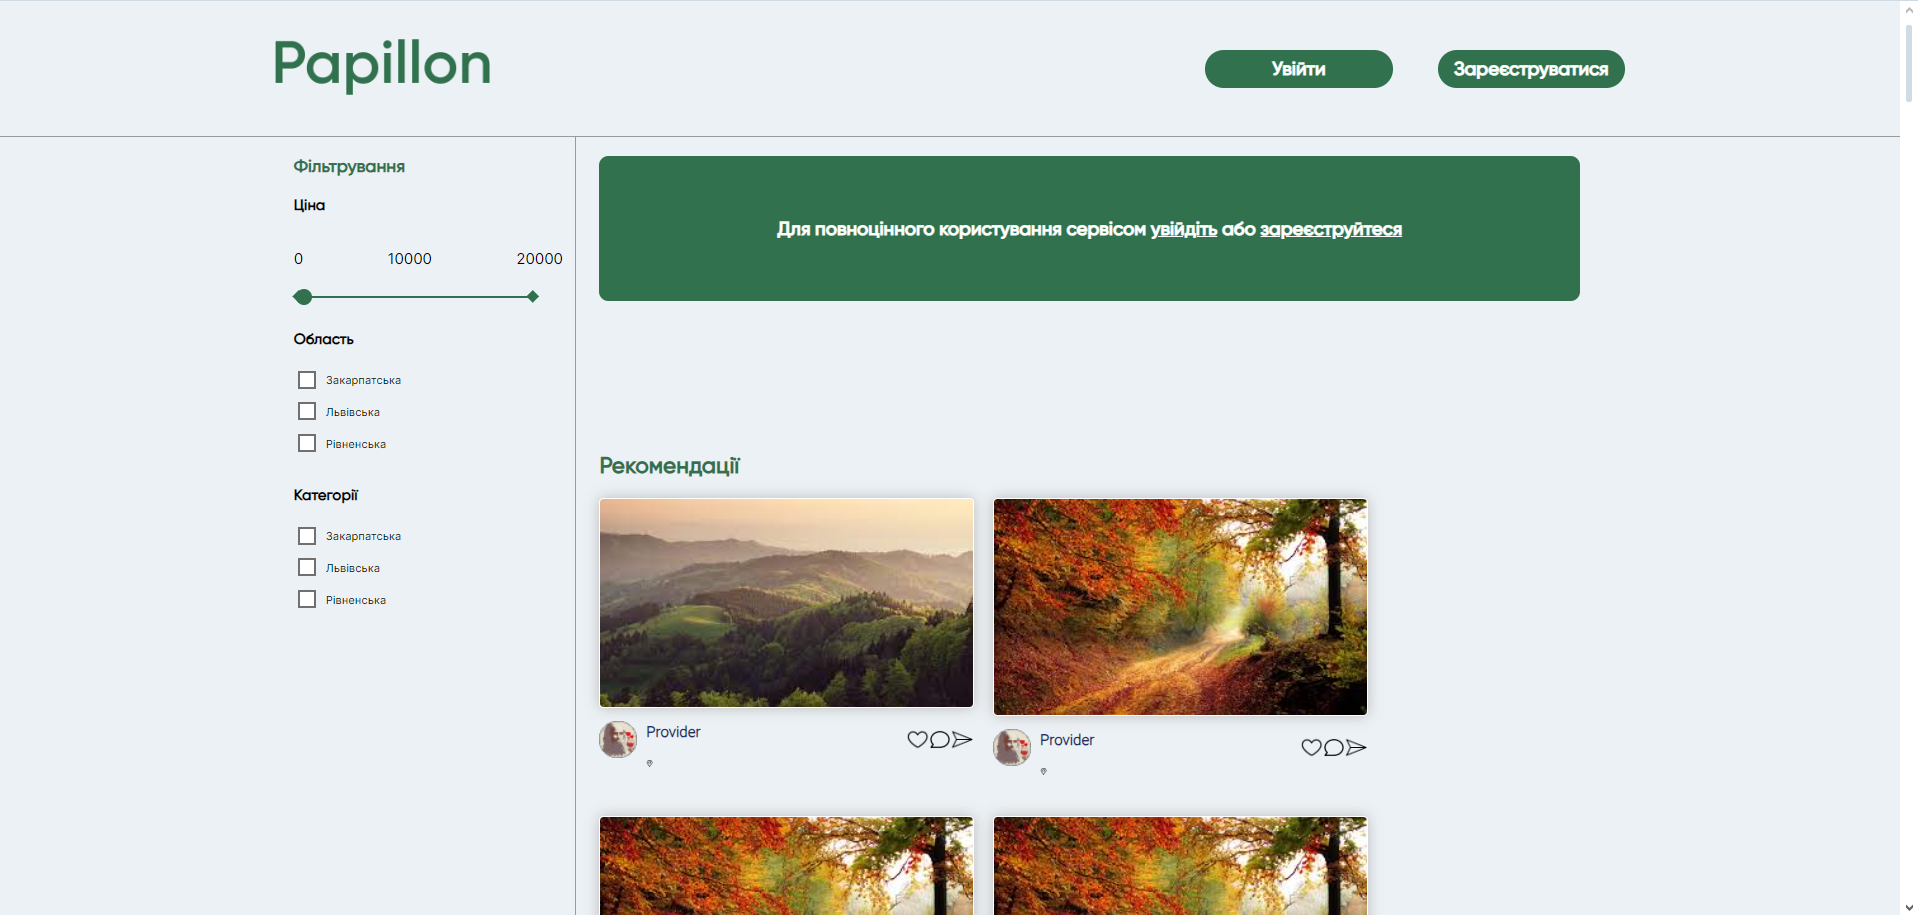 Papillon
Увійти
Зареєструватися
Фільтрування
Ціна
0 10000 20000
Область
Закарпатська
Львівська
Рівненська
Категорії
Закарпатська
Львівська
Рівненська
Для повноцінного користування сервісом увійдіть або зареєструйтеся
Рекомендації
Provider
Provider